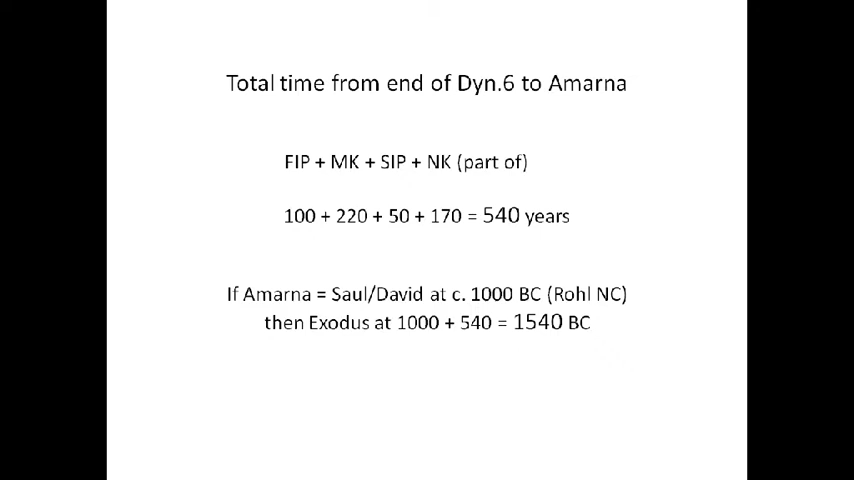 Total time from end of Dyn.6 to Amarna
FIP + MK + SIP + NK (part of)
100 + 220 + 50 + 170 = 540 years
If Amarna = Saul/David at c. 1000 BC (Rohl NC)
then Exodus at 1000 + 540 = 1540 BC